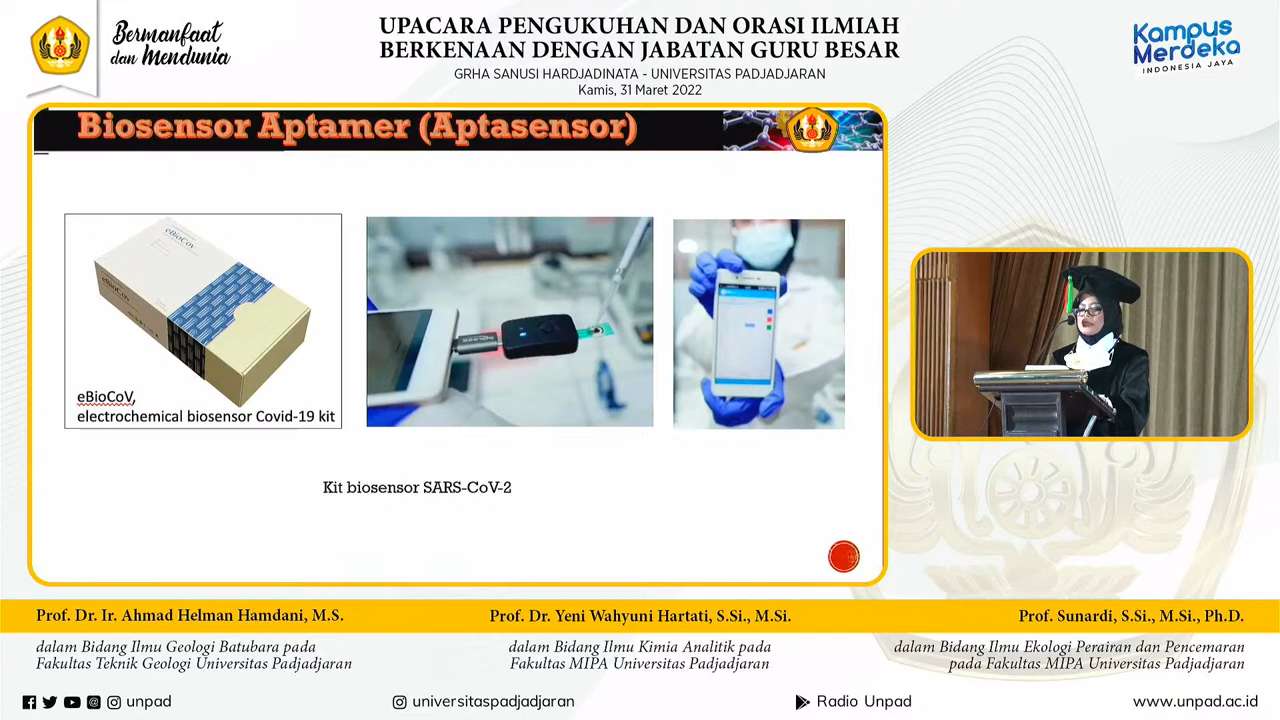 Bermanfaat
dan Mendunia
UPACARA PENGUKUHAN DAN ORASI ILMIAH
BERKENAAN DENGAN JABATAN GURU BESAR
GRHA SANUSI HARDJADINATA - UNIVERSITAS PADJADJARAN
Kamis, 31 Maret 2022
Kampus
Merdeka
INDONESIA JAYA
Biosensor Aptamer (Aptasensor)
eBioCov
eBioCov
eBioCoV,
electrochemical biosensor Covid-19 kit
Kit biosensor SARS-CoV-2
Prof. Dr. Ir. Ahmad Helman Hamdani, M.S.
dalam Bidang Ilmu Geologi Batubara pada
Fakultas Teknik Geologi Universitas Padjadjaran
Prof. Dr. Yeni Wahyuni Hartati, S.Si., M.Si.
dalam Bidang Ilmu Kimia Analitik pada
Fakultas MIPA Universitas Padjadjaran
Prof. Sunardi, S.Si., M.Si., Ph.D.
dalam Bidang Ilmu Ekologi Perairan dan Pencemaran
pada Fakultas MIPA Universitas Padjadjaran
unpad
universitaspadjadjaran
Radio Unpad
www.unpad.ac.id